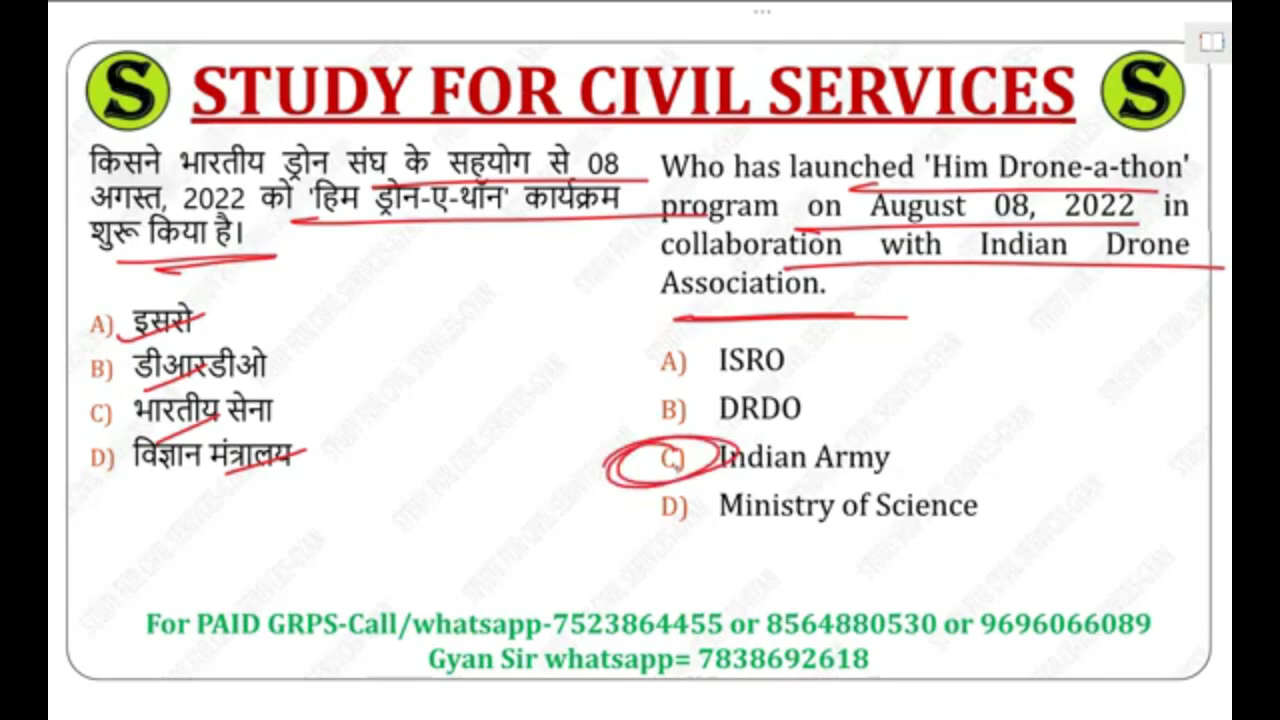 S STUDY FOR CIVIL SERVICES S
किसने भारतीय ड्रोन संघ के सहयोग से 08
अगस्त, 2022 को 'हिम ड्रोन-ए-थॉन' कार्यक्रम
शुरू किया है।
A) इसरो
B) डीआरडीओ
C) भारतीय सेना
D) विज्ञान मंत्रालय
Who has launched 'Him Drone-a-thon'
program on August 08, 2022 in
collaboration with Indian Drone
Association.
A) ISRO
B) DRDO
C) Indian Army
D) Ministry of Science
For PAID GRPS-Call/whatsapp-7523864455 or 8564880530 or 9696066089
Gyan Sir whatsapp= 7838692618